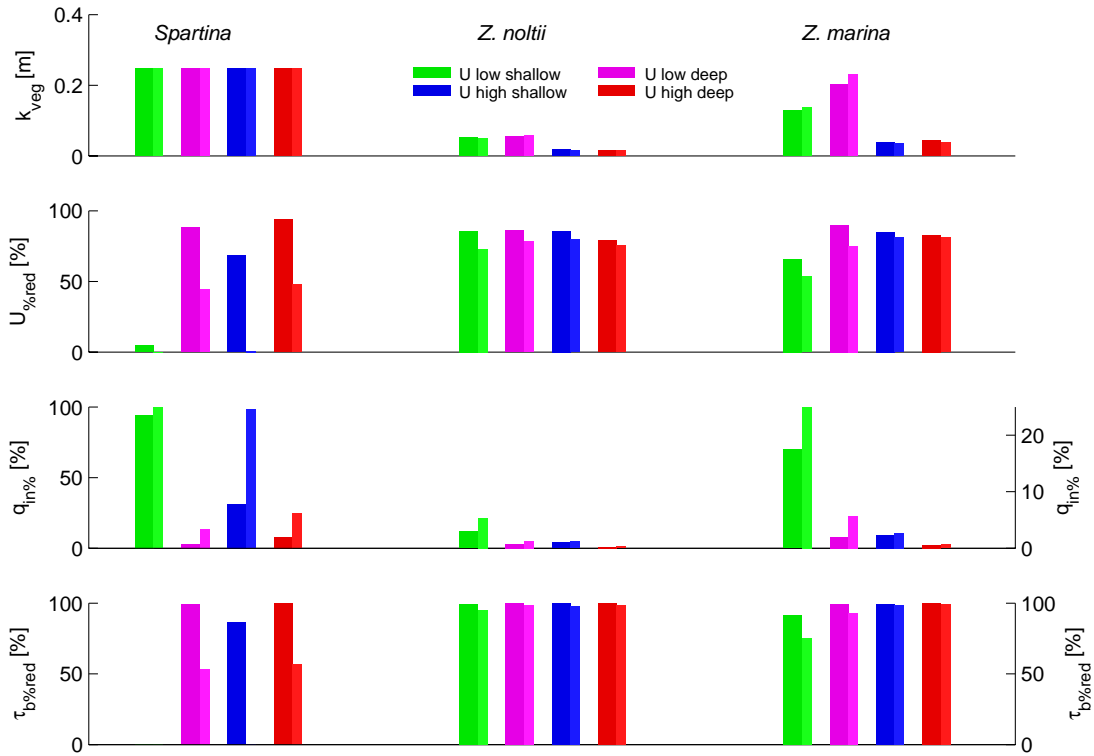 Spartina Z. noltii Z. marina
U low shallow U low deep
U high shallow U high deep
k_veg [m]
0.4
0.2
0
U_%red [%]
100
50
0
q_in% [%]
100
50
0
q_in% [%]
20
10
0
τ_b%red [%]
100
50
0
τ_b%red [%]
100
50
0